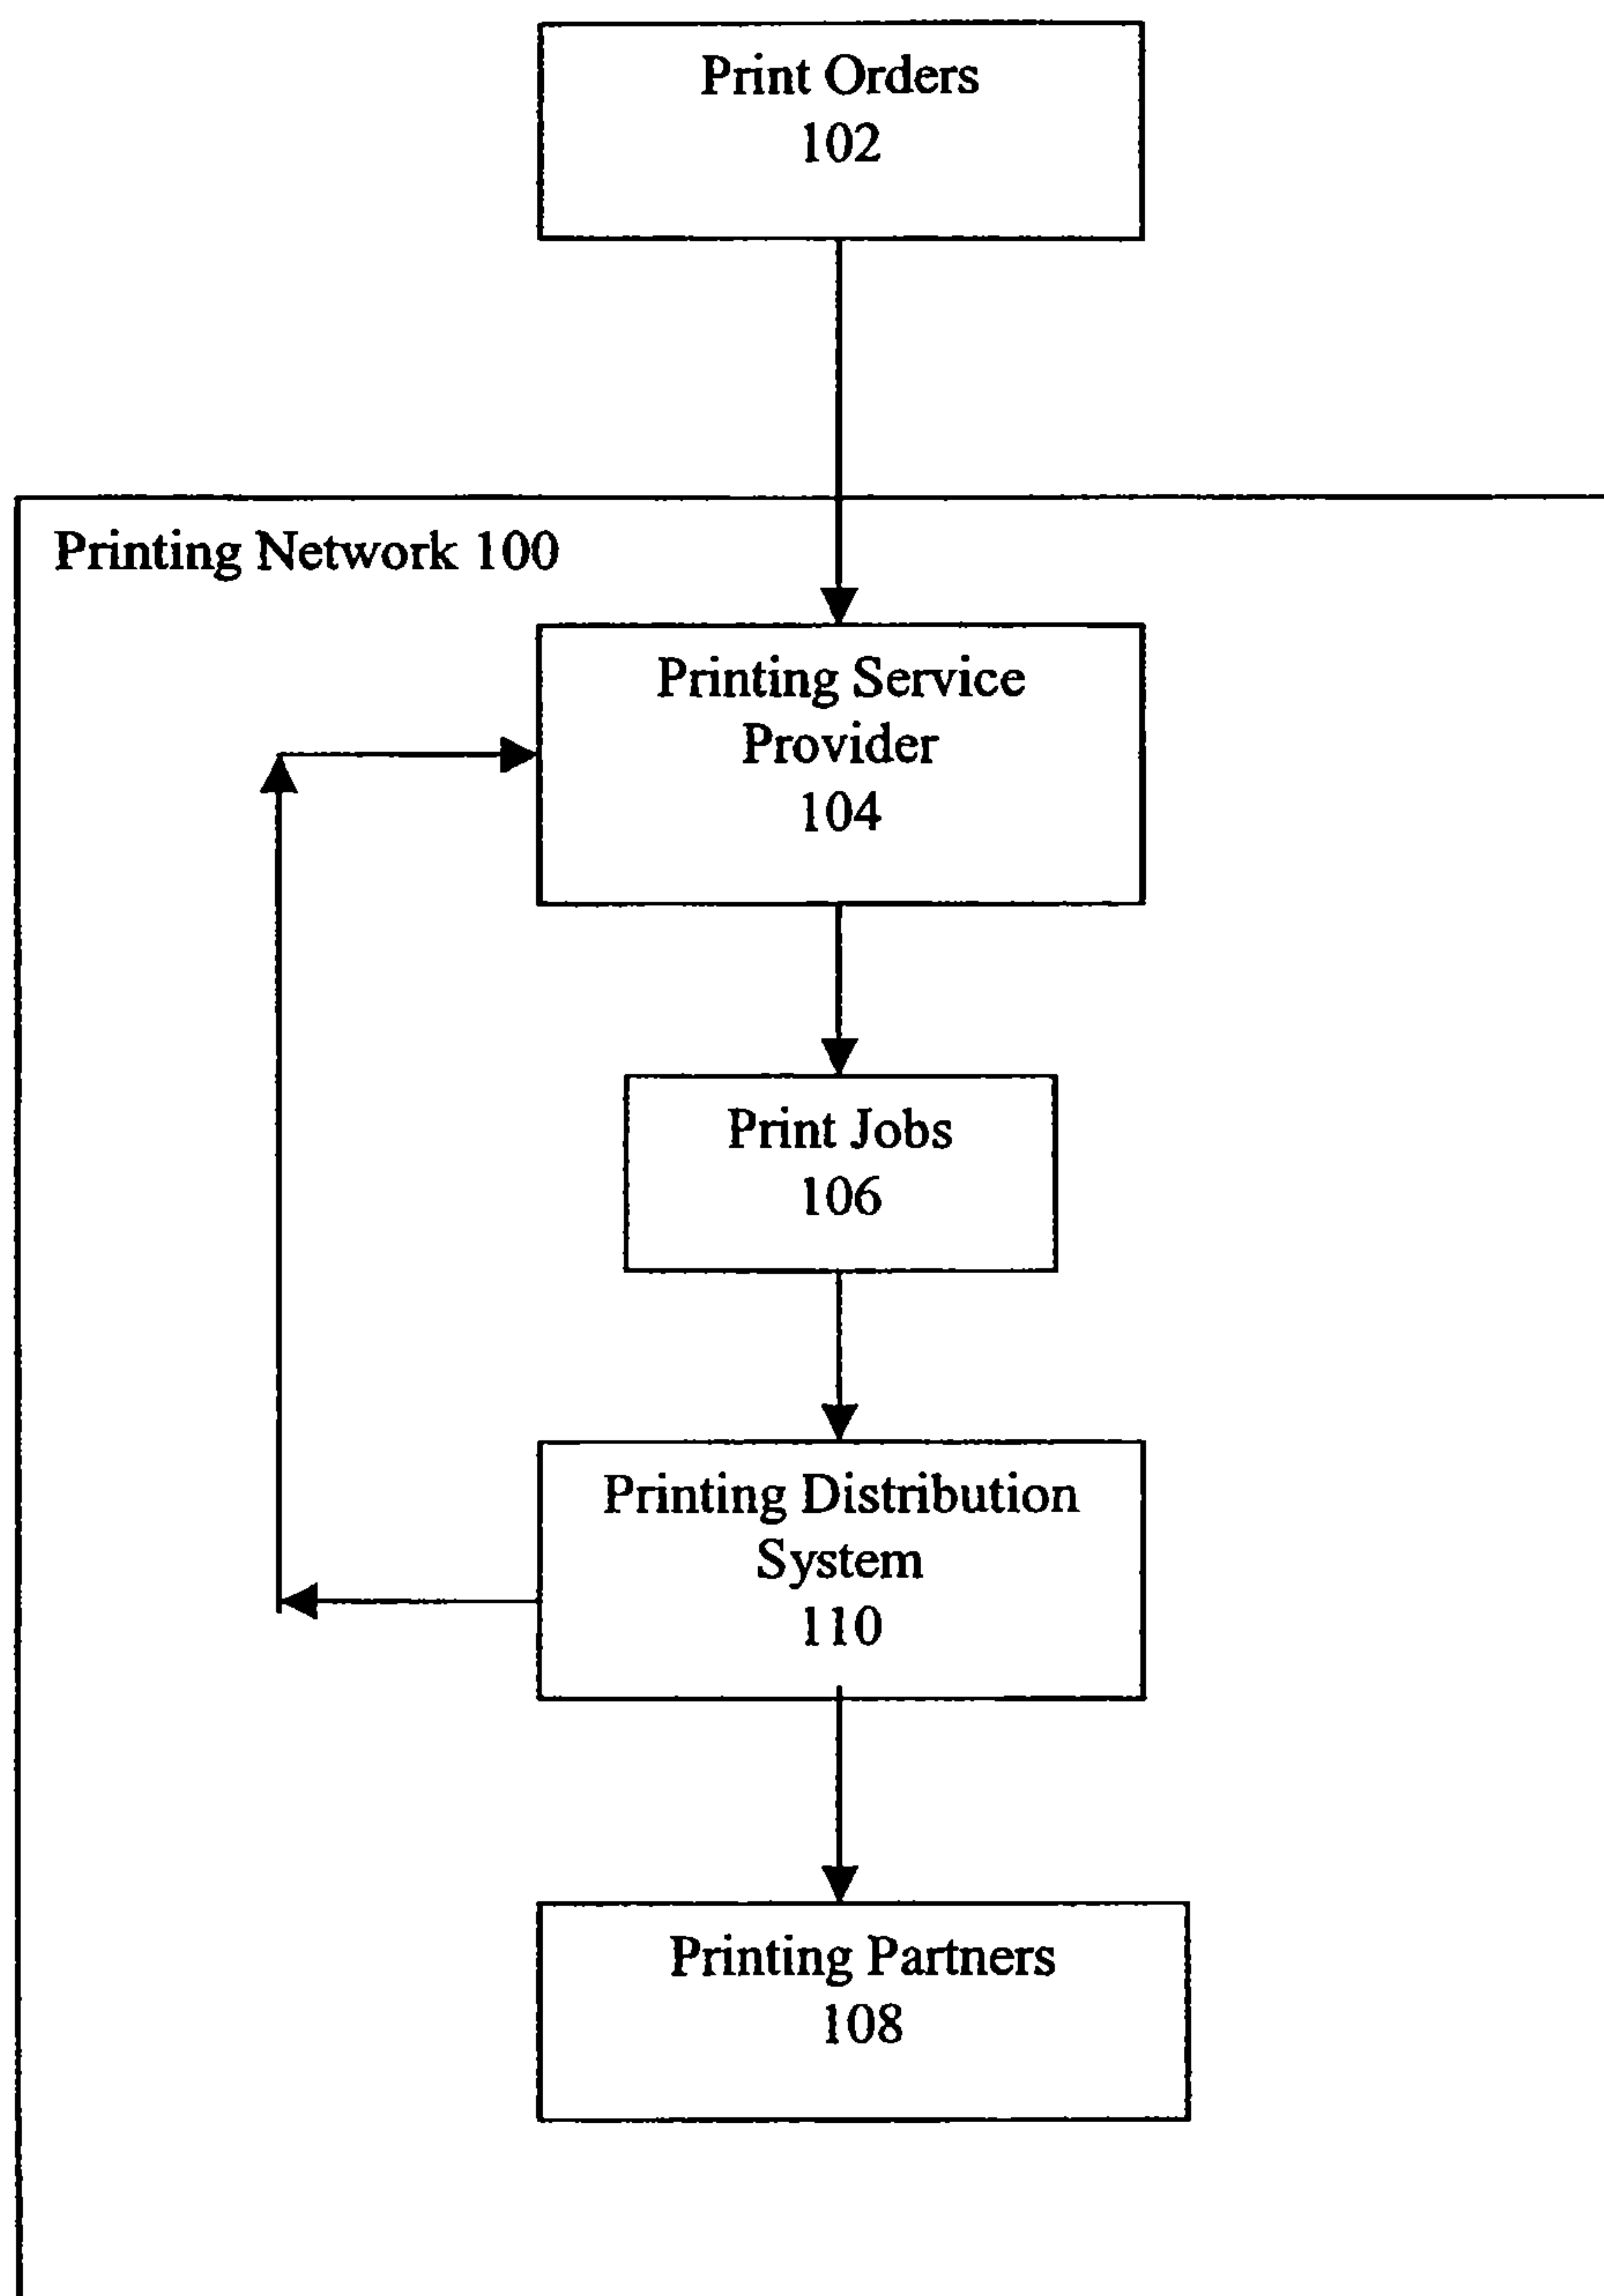 Print Orders
102
Printing Network 100
Printing Service
Provider
104
Print Jobs
106
Printing Distribution
System
110
Printing Partners
108